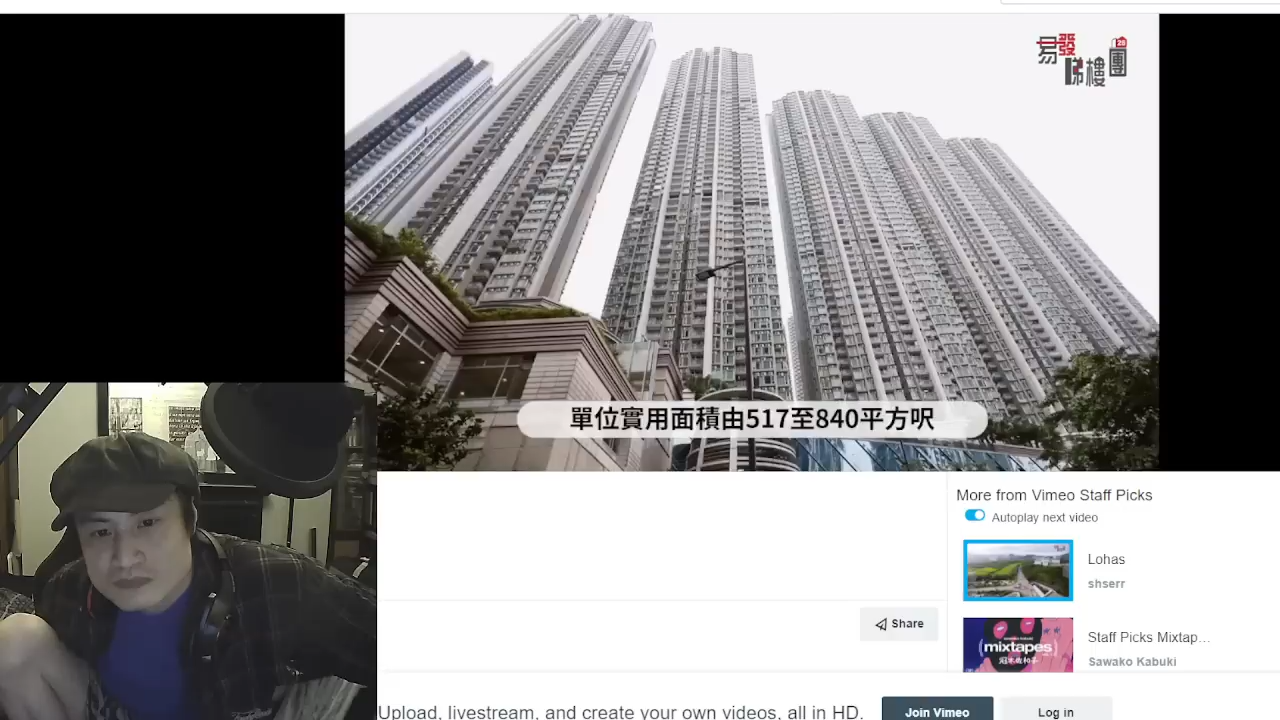 易發
睇樓團
28
單位實用面積由517至840平方呎
More from Vimeo Staff Picks
Autoplay next video
Lohas
shserr
Share
mixtapes
Staff Picks Mixtap…
Sawako Kabuki
Upload, livestream, and create your own videos, all in HD.
Join Vimeo
Log in